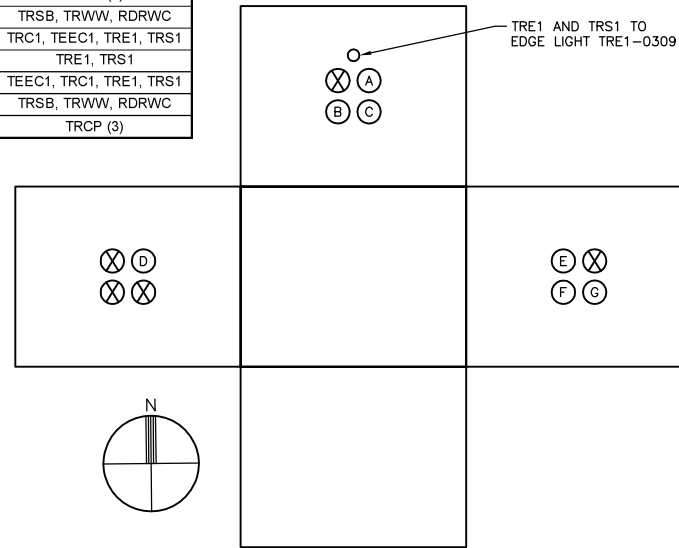 TRSB, TRWW, RDRWC
TRC1, TEEC1, TRE1, TRS1
TRE1, TRS1
TEEC1, TRC1, TRE1, TRS1
TRSB, TRWW, RDRWC
TRCP (3)
TRE1 AND TRS1 TO
EDGE LIGHT TRE1-0309
A
B C
D
E
F G
N